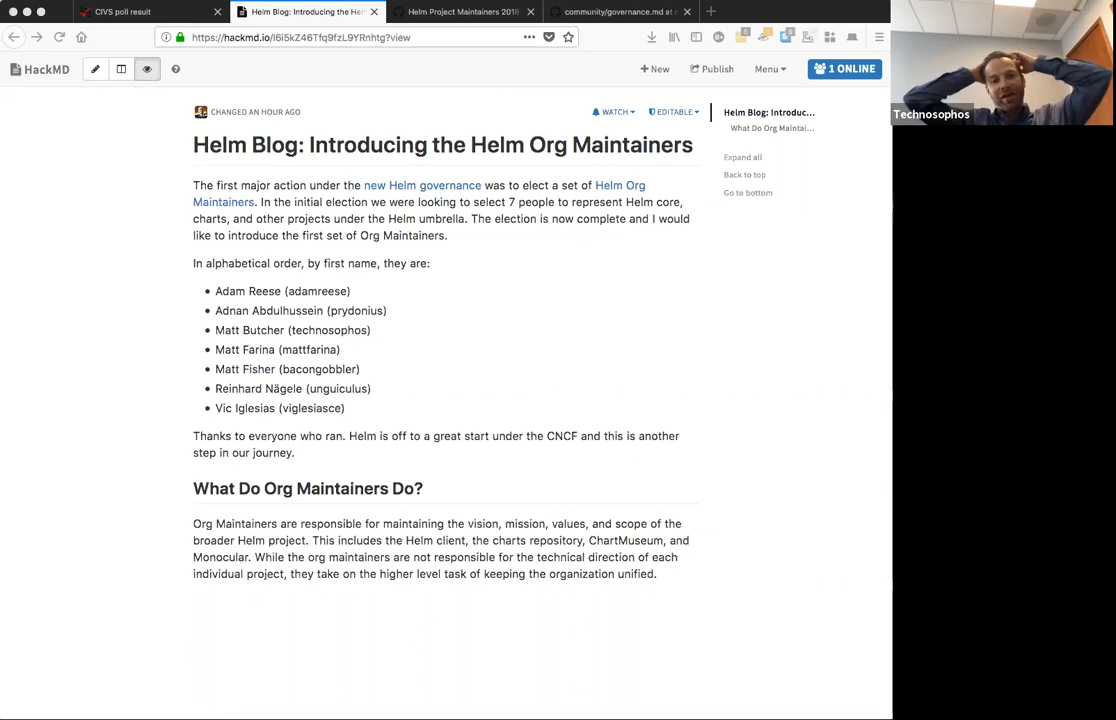 CIVS poll result
Helm Blog: Introducing the He
Helm Project Maintainers 2018
community/governance.md at
https://hackmd.io/I6i5kZ46Tfq9fzL9YRnhtg?view
HackMD
New
Publish
Menu
1 ONLINE
Technosophos
CHANGED AN HOUR AGO
WATCH
EDITABLE
Helm Blog: Introduc...
What Do Org Maintai...
Expand all
Back to top
Go to bottom
Helm Blog: Introducing the Helm Org Maintainers
The first major action under the new Helm governance was to elect a set of Helm Org
Maintainers. In the initial election we were looking to select 7 people to represent Helm core,
charts, and other projects under the Helm umbrella. The election is now complete and I would
like to introduce the first set of Org Maintainers.
In alphabetical order, by first name, they are:
• Adam Reese (adamreese)
• Adnan Abdulhussein (prydonius)
• Matt Butcher (technosophos)
• Matt Farina (mattfarina)
• Matt Fisher (bacongobbler)
• Reinhard Nägele (unguiculus)
• Vic Iglesias (viglesiasce)
Thanks to everyone who ran. Helm is off to a great start under the CNCF and this is another
step in our journey.
What Do Org Maintainers Do?
Org Maintainers are responsible for maintaining the vision, mission, values, and scope of the
broader Helm project. This includes the Helm client, the charts repository, ChartMuseum, and
Monocular. While the org maintainers are not responsible for the technical direction of each
individual project, they take on the higher level task of keeping the organization unified.